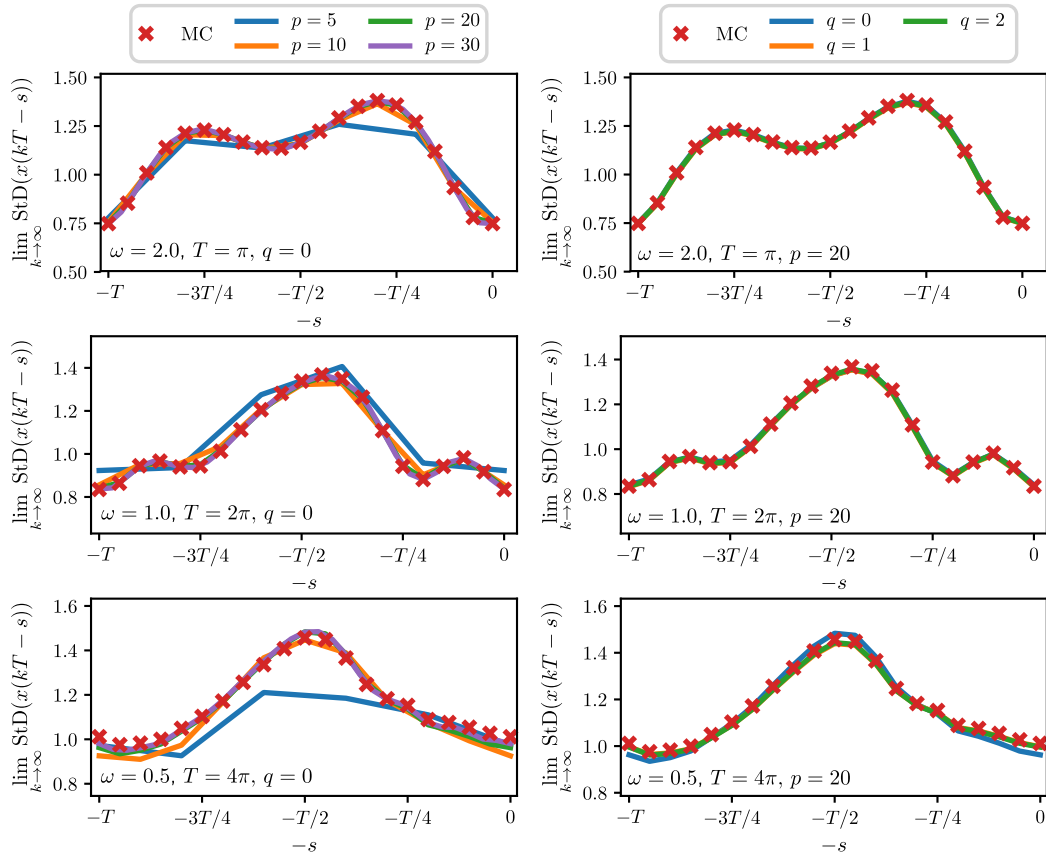 MC
p = 5
p = 10
p = 20
p = 30
MC
q = 0
q = 1
q = 2
lim StD(x(kT − s))
k→∞
1.50
1.25
1.00
0.75
0.50
ω = 2.0, T = π, q = 0
−T
−3T/4
−T/2
−T/4
0
−s
lim StD(x(kT − s))
k→∞
1.50
1.25
1.00
0.75
0.50
ω = 2.0, T = π, p = 20
−T
−3T/4
−T/2
−T/4
0
−s
lim StD(x(kT − s))
k→∞
1.4
1.2
1.0
0.8
ω = 1.0, T = 2π, q = 0
−T
−3T/4
−T/2
−T/4
0
−s
lim StD(x(kT − s))
k→∞
1.4
1.2
1.0
0.8
ω = 1.0, T = 2π, p = 20
−T
−3T/4
−T/2
−T/4
0
−s
lim StD(x(kT − s))
k→∞
1.6
1.4
1.2
1.0
0.8
ω = 0.5, T = 4π, q = 0
−T
−3T/4
−T/2
−T/4
0
−s
lim StD(x(kT − s))
k→∞
1.6
1.4
1.2
1.0
0.8
ω = 0.5, T = 4π, p = 20
−T
−3T/4
−T/2
−T/4
0
−s